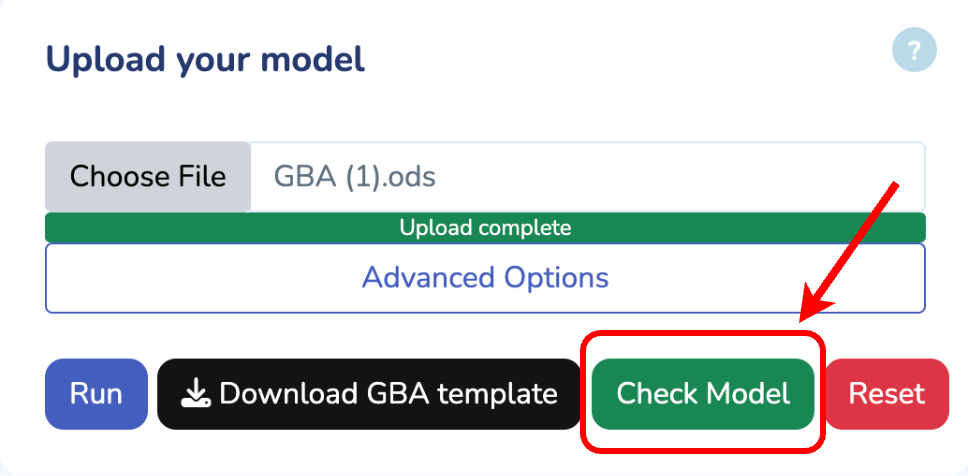 Upload your model
?
Choose File GBA (1).ods
Upload complete
Advanced Options
Run Download GBA template Check Model Reset